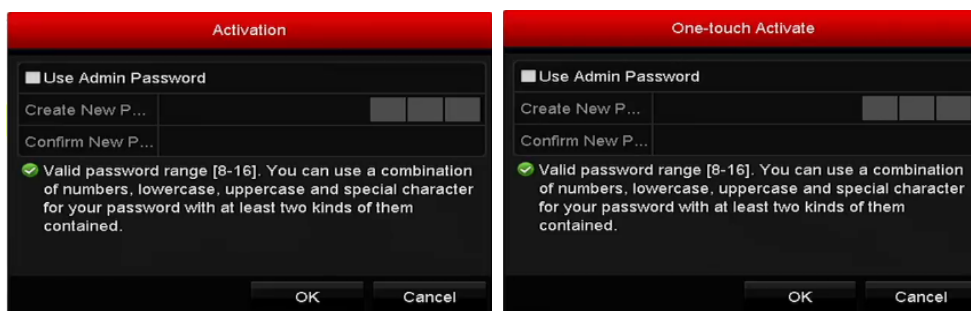 Activation
Use Admin Password
Create New P...
Confirm New P...
Valid password range [8-16]. You can use a combination
of numbers, lowercase, uppercase and special character
for your password with at least two kinds of them
contained.
OK
Cancel
One-touch Activate
Use Admin Password
Create New P...
Confirm New P...
Valid password range [8-16]. You can use a combination
of numbers, lowercase, uppercase and special character
for your password with at least two kinds of them
contained.
OK
Cancel